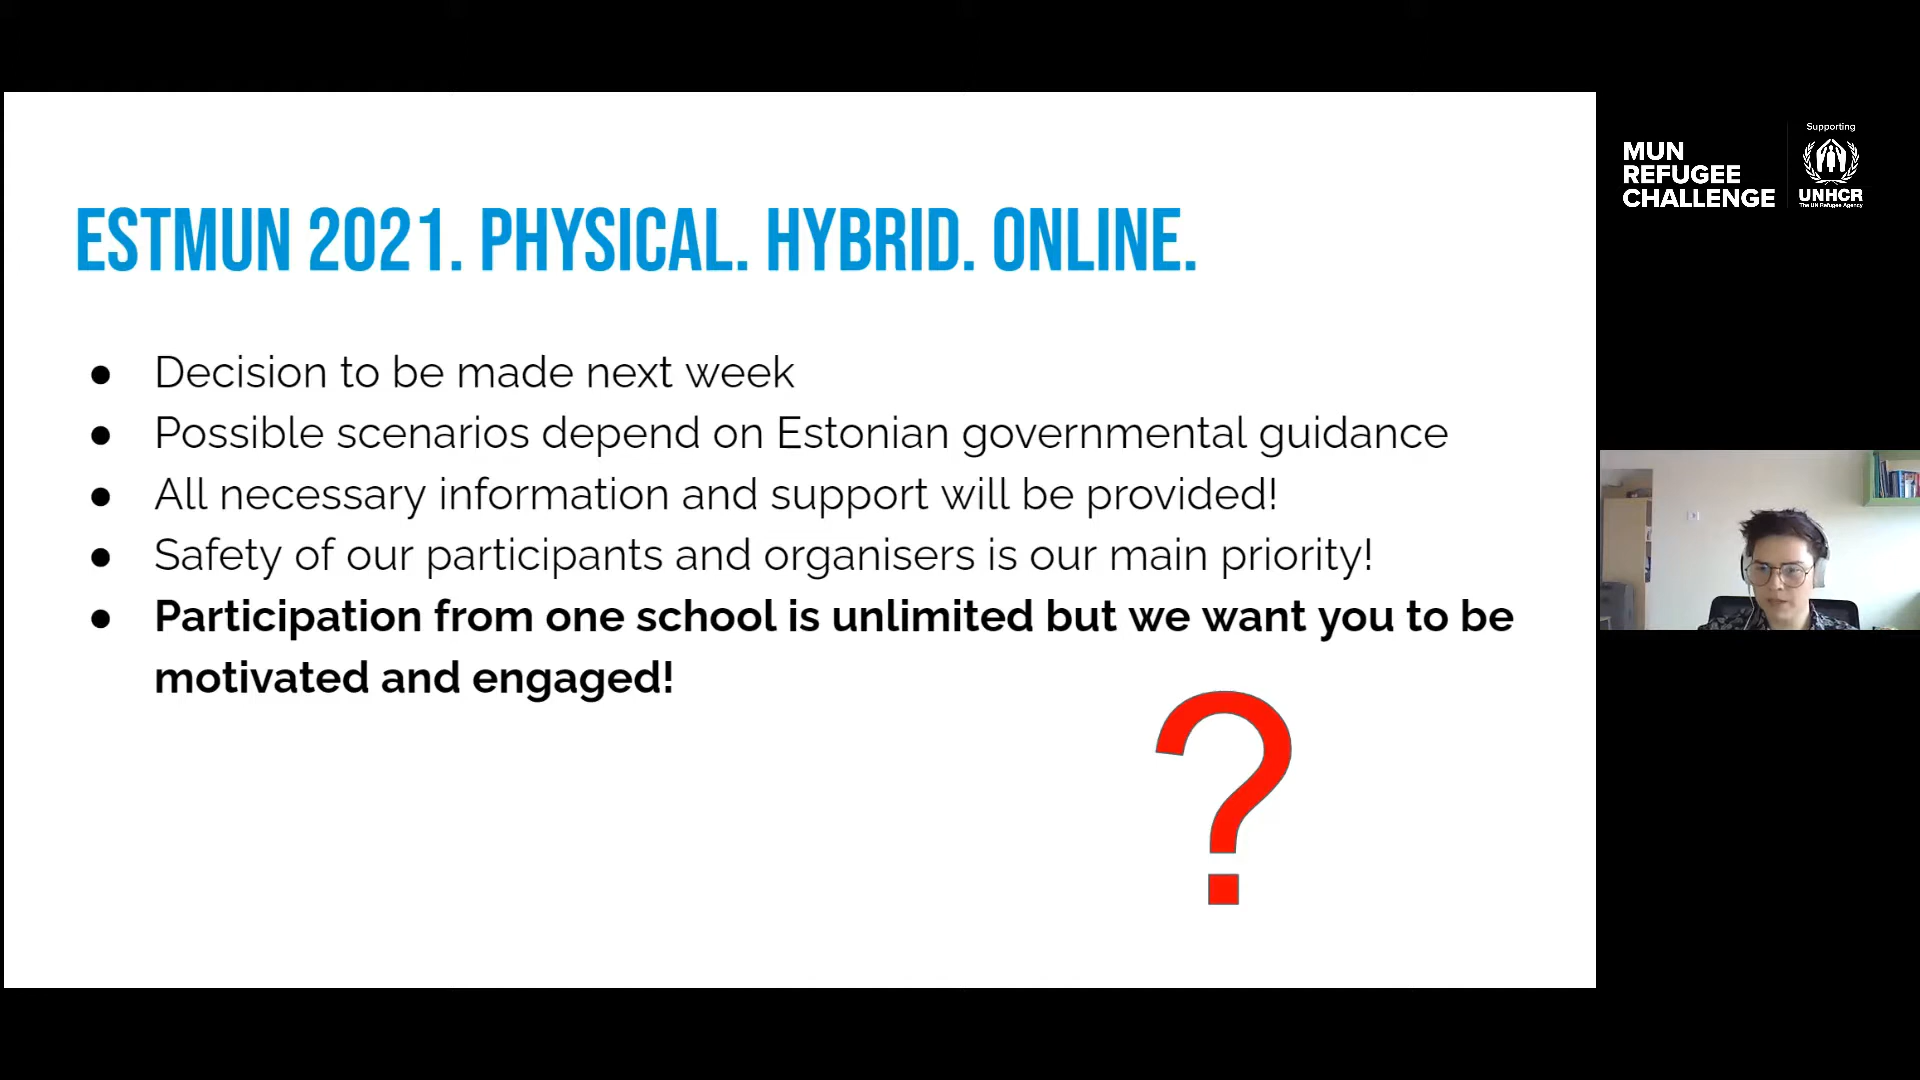 ESTMUN 2021. PHYSICAL. HYBRID. ONLINE.
● Decision to be made next week
● Possible scenarios depend on Estonian governmental guidance
● All necessary information and support will be provided!
● Safety of our participants and organisers is our main priority!
● Participation from one school is unlimited but we want you to be
motivated and engaged!
?
MUN
REFUGEE
CHALLENGE
Supporting
UNHCR
The UN Refugee Agency